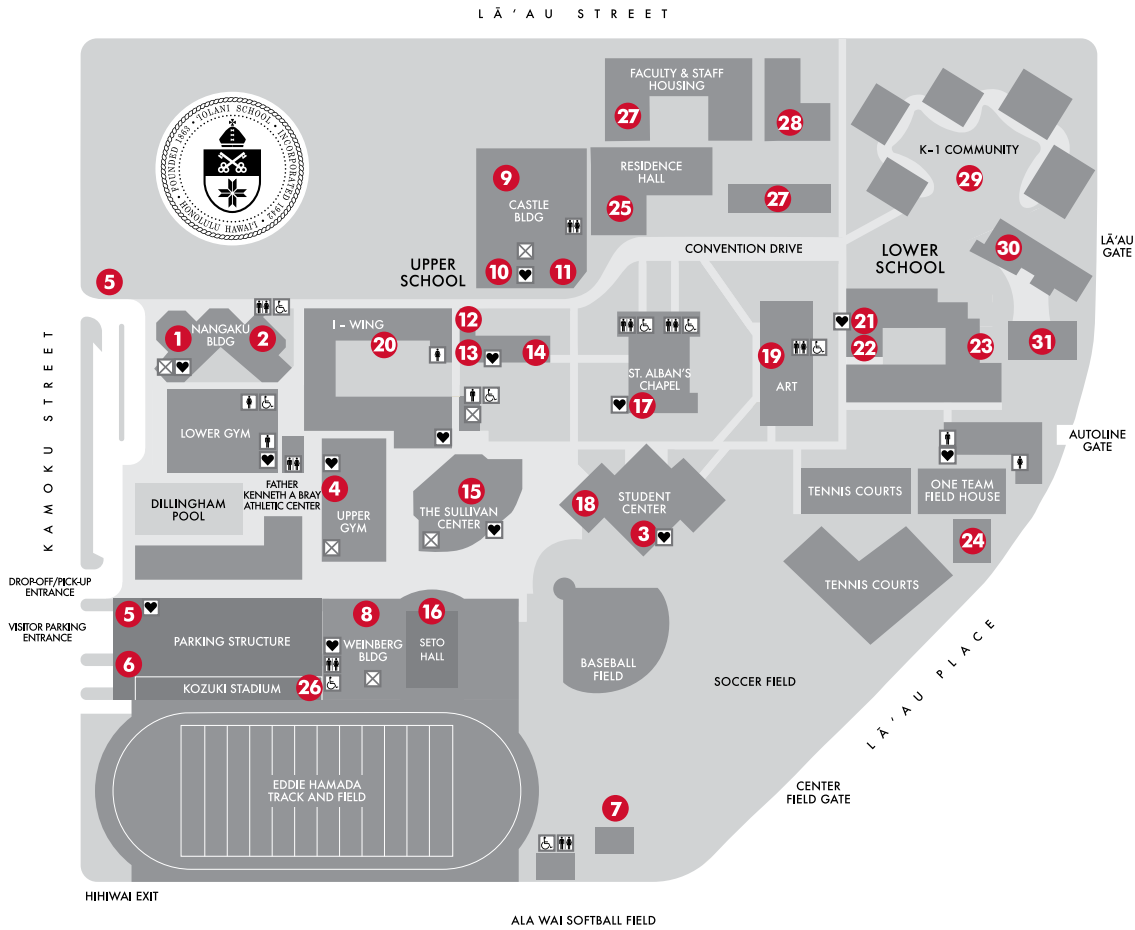 LĀ'AU STREET
FACULTY & STAFF
HOUSING
27
28
FOUNDED 1863 • 'IOLANI SCHOOL • INCORPORATED 1942 • HONOLULU HAWAI'I •
K–1 COMMUNITY
29
9
CASTLE
BLDG
RESIDENCE
HALL
25
27
CONVENTION DRIVE
UPPER
SCHOOL
10
11
LOWER
SCHOOL
30
LĀ'AU
GATE
5
1
NANGAKU
BLDG
2
I – WING
20
12
13
14
19
ART
21
22
23
31
ST. ALBAN'S
CHAPEL
17
KAMOKU STREET
LOWER GYM
AUTOLINE
GATE
FATHER
KENNETH A BRAY
ATHLETIC CENTER
4
UPPER
GYM
15
THE SULLIVAN
CENTER
18
STUDENT
CENTER
3
TENNIS COURTS
ONE TEAM
FIELD HOUSE
24
DILLINGHAM
POOL
TENNIS COURTS
DROP-OFF/PICK-UP
ENTRANCE
VISITOR PARKING
ENTRANCE
5
PARKING STRUCTURE
6
KOZUKI STADIUM
26
8
WEINBERG
BLDG
16
SETO
HALL
BASEBALL
FIELD
SOCCER FIELD
LĀ'AU PLACE
EDDIE HAMADA
TRACK AND FIELD
7
CENTER
FIELD GATE
HIHIWAI EXIT
ALA WAI SOFTBALL FIELD